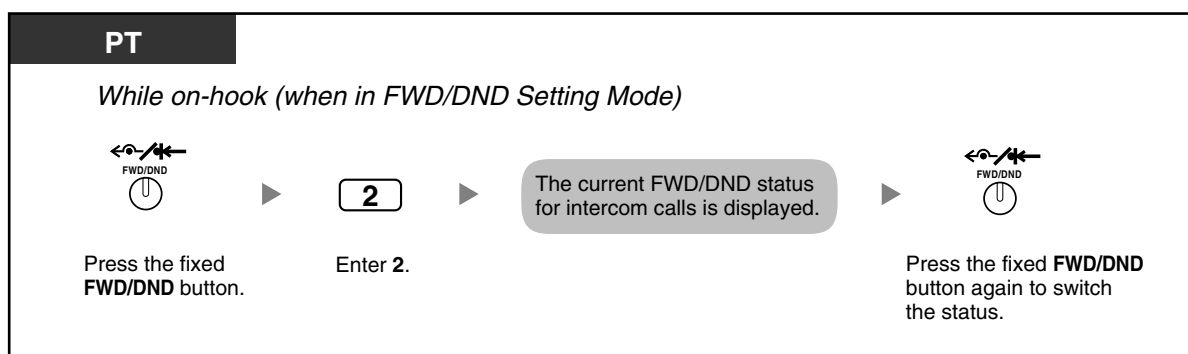 PT
While on-hook (when in FWD/DND Setting Mode)
FWD/DND
2
The current FWD/DND status
for intercom calls is displayed.
FWD/DND
Press the fixed
FWD/DND button.
Enter 2.
Press the fixed FWD/DND
button again to switch
the status.